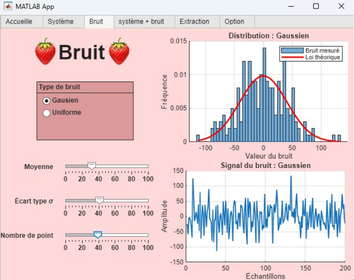 MATLAB App
Accueille Système Bruit système + bruit Extraction Option
Bruit
Type de bruit
Gausien
Uniforme
Moyenne
0 20 40 60 80 100
Ecart type σ
0 20 40 60 80 100
Nombre de point
0 20 40 60 80 100
Distribution : Gaussien
Bruit mesuré
Loi théorique
Fréquence
0.015
0.01
0.005
0
-100 -50 0 50 100
Valeur du bruit
Signal du bruit : Gaussien
Amplitude
150
100
50
0
-50
-100
-150
0 50 100 150 200
Echantillons